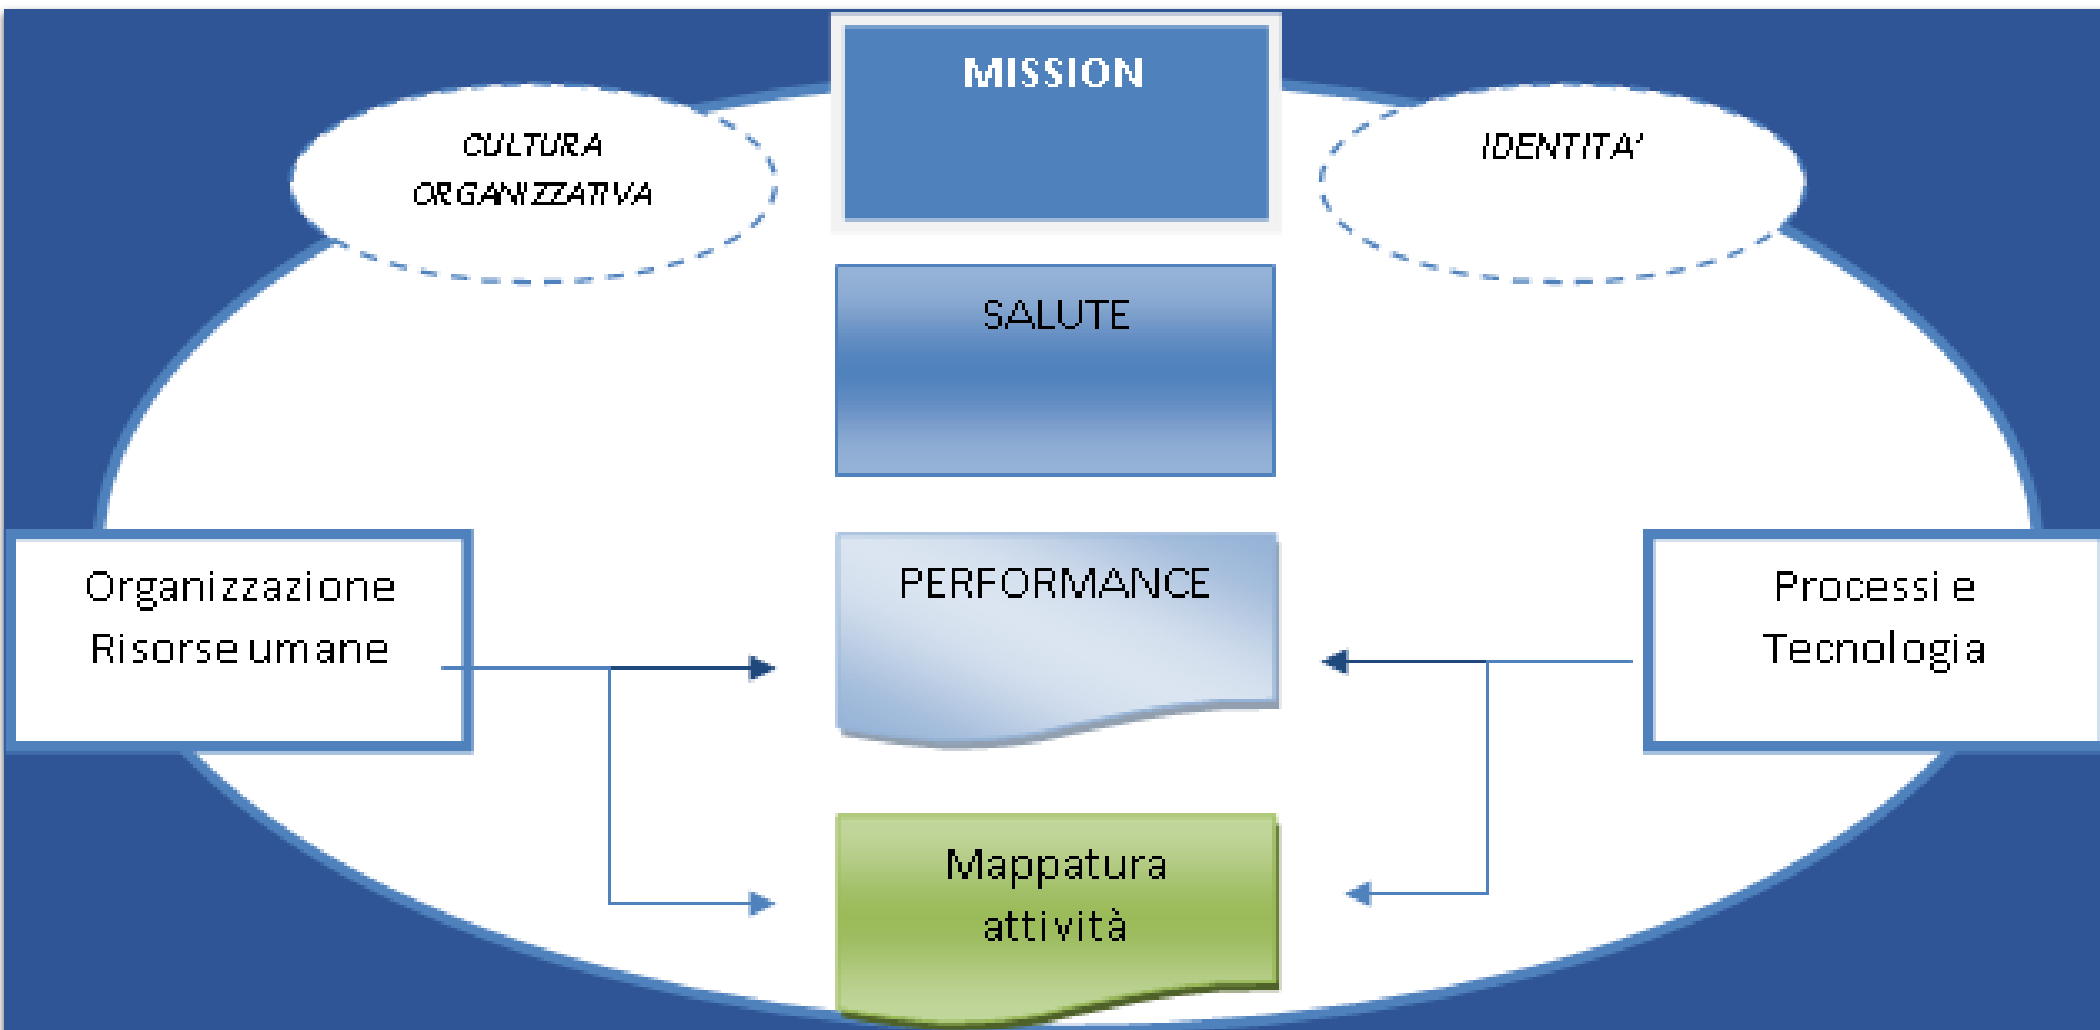 MISSION
CULTURA
ORGANIZZATIVA
IDENTITA'
SALUTE
PERFORMANCE
Organizzazione
Risorse umane
Processi e
Tecnologia
Mappatura
attività